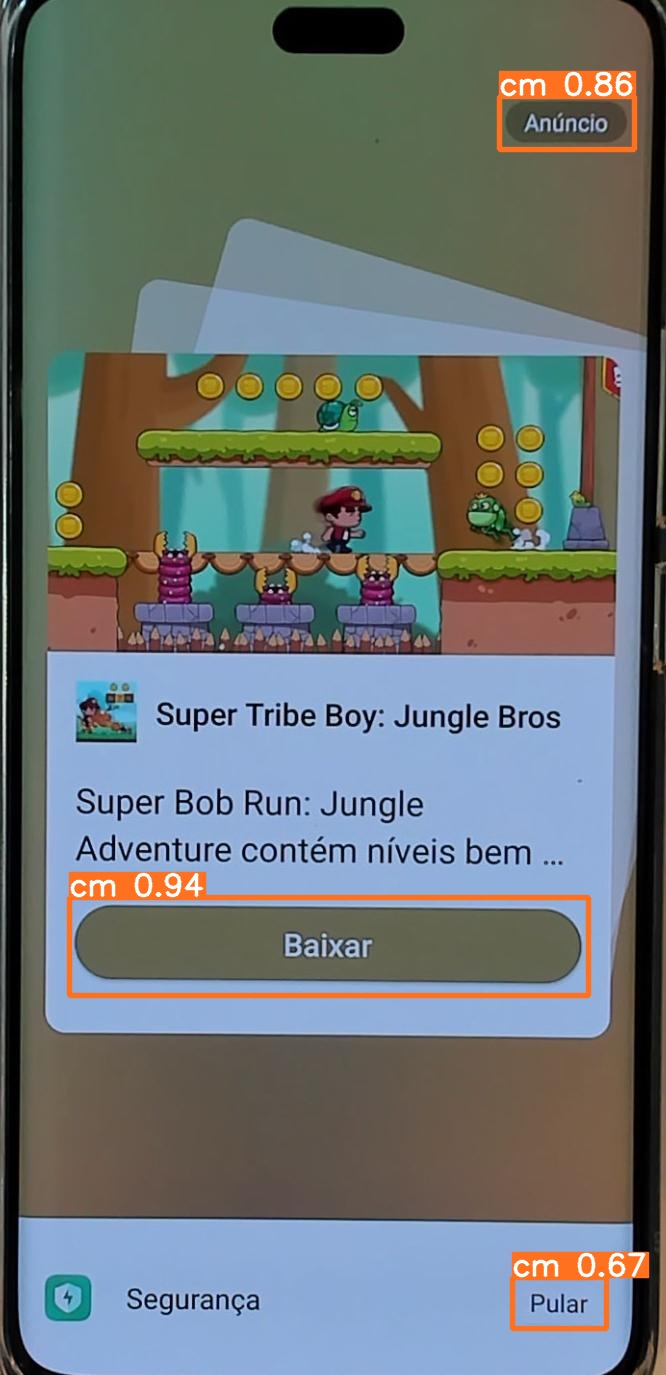 cm 0.86
Anúncio
Super Tribe Boy: Jungle Bros
Super Bob Run: Jungle
Adventure contém níveis bem ...
cm 0.94
Baixar
cm 0.67
Segurança
Pular